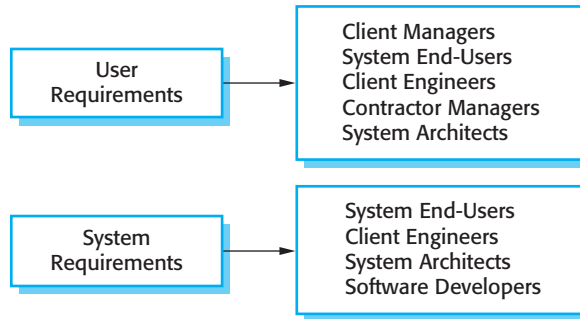 User
Requirements
Client Managers
System End-Users
Client Engineers
Contractor Managers
System Architects
System
Requirements
System End-Users
Client Engineers
System Architects
Software Developers